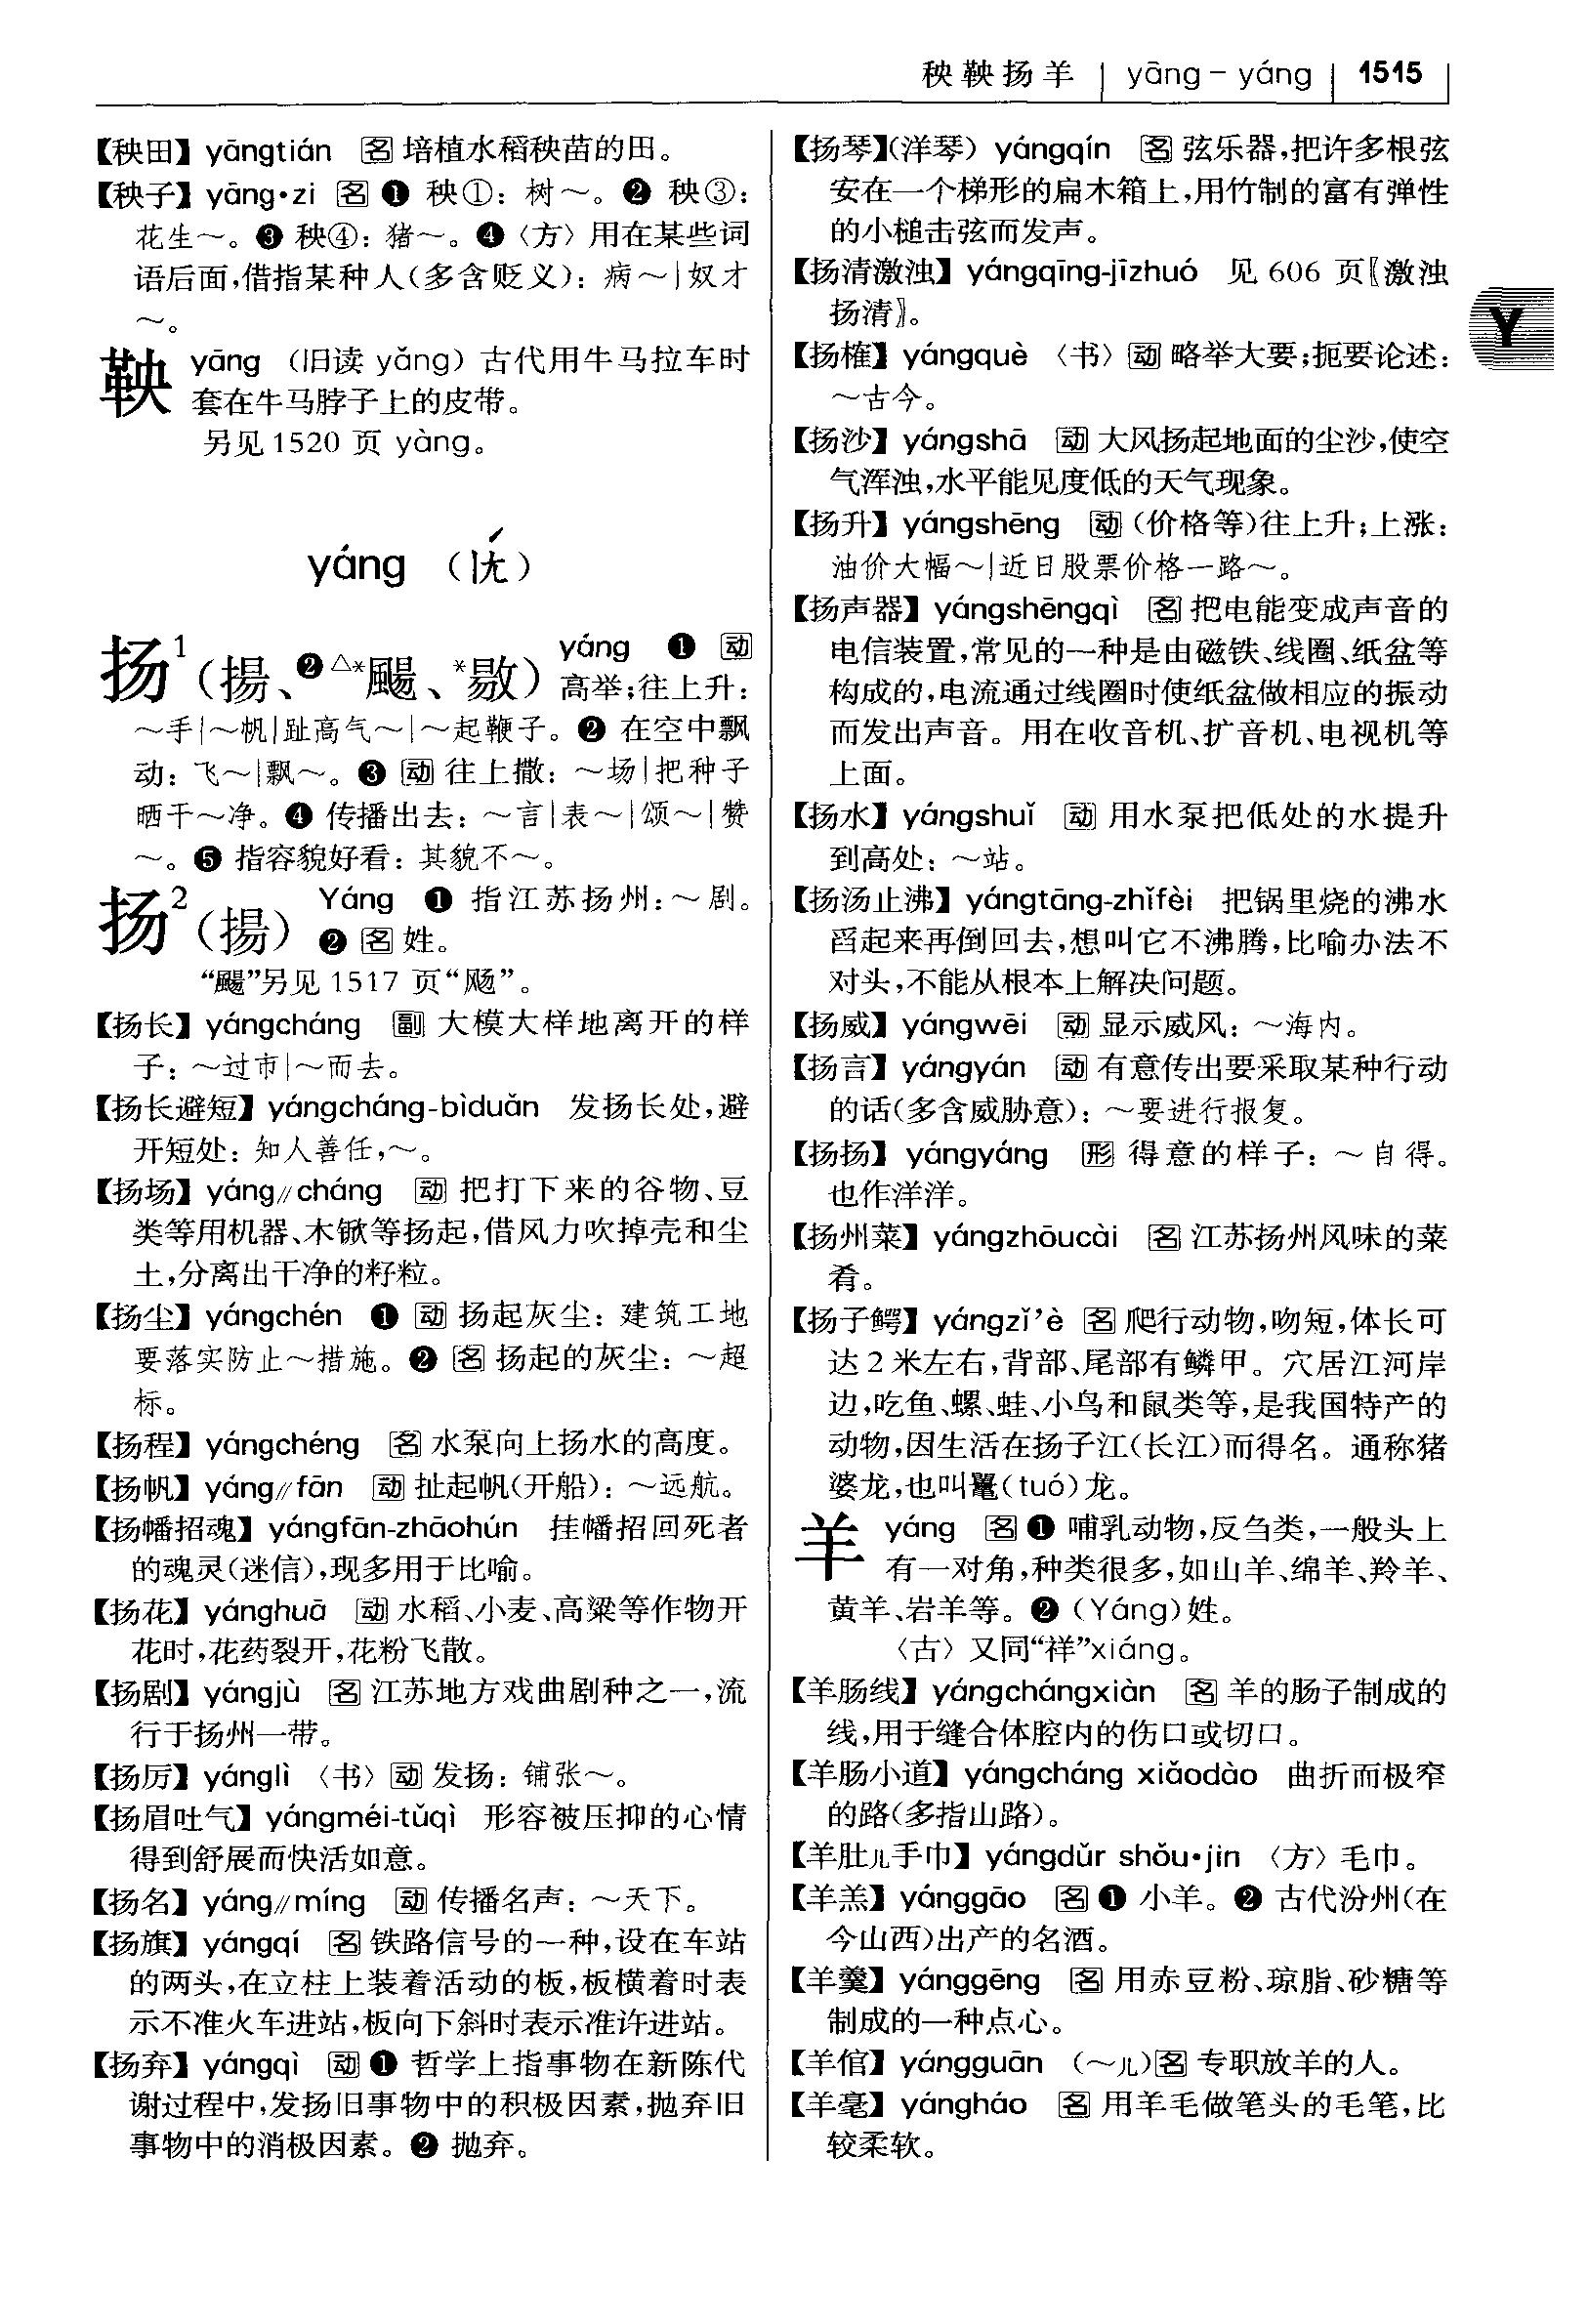 秧鞅扬羊 | yāng – yáng | 1515
【秧田】yāngtián 名 培植水稻秧苗的田。
【秧子】yāng·zi 名 ❶ 秧①：树～。❷ 秧③：
花生～。❸ 秧④：猪～。❹〈方〉用在某些词
语后面，借指某种人（多含贬义）：病～|奴才
～。
鞅 yāng （旧读 yǎng）古代用牛马拉车时
套在牛马脖子上的皮带。
另见 1520 页 yàng。
yáng （ㄧㄤˊ）
扬¹（揚、❷△*颺、*敭） yáng ❶ 动
高举；往上升：
～手|～帆|趾高气～|～起鞭子。❷ 在空中飘
动：飞～|飘～。❸ 动 往上撒：～场|把种子
晒干～净。❹ 传播出去：～言|表～|颂～|赞
～。❺ 指容貌好看：其貌不～。
扬²（揚） Yáng ❶ 指江苏扬州：～剧。
❷ 名 姓。
“颺”另见 1517 页“飏”。
【扬长】yángcháng 副 大模大样地离开的样
子：～过市|～而去。
【扬长避短】yángcháng-bìduǎn 发扬长处，避
开短处：知人善任，～。
【扬场】yáng∥cháng 动 把打下来的谷物、豆
类等用机器、木锨等扬起，借风力吹掉壳和尘
土，分离出干净的籽粒。
【扬尘】yángchén ❶ 动 扬起灰尘：建筑工地
要落实防止～措施。❷ 名 扬起的灰尘：～超
标。
【扬程】yángchéng 名 水泵向上扬水的高度。
【扬帆】yáng∥fān 动 扯起帆（开船）：～远航。
【扬幡招魂】yángfān-zhāohún 挂幡招回死者
的魂灵（迷信），现多用于比喻。
【扬花】yánghuā 动 水稻、小麦、高粱等作物开
花时，花药裂开，花粉飞散。
【扬剧】yángjù 名 江苏地方戏曲剧种之一，流
行于扬州一带。
【扬厉】yánglì 〈书〉动 发扬：铺张～。
【扬眉吐气】yángméi-tǔqì 形容被压抑的心情
得到舒展而快活如意。
【扬名】yáng∥míng 动 传播名声：～天下。
【扬旗】yángqí 名 铁路信号的一种，设在车站
的两头，在立柱上装着活动的板，板横着时表
示不准火车进站，板向下斜时表示准许进站。
【扬弃】yángqì 动 ❶ 哲学上指事物在新陈代
谢过程中，发扬旧事物中的积极因素，抛弃旧
事物中的消极因素。❷ 抛弃。
【扬琴】（洋琴）yángqín 名 弦乐器，把许多根弦
安在一个梯形的扁木箱上，用竹制的富有弹性
的小槌击弦而发声。
【扬清激浊】yángqīng-jīzhuó 见 606 页〖激浊
扬清〗。
【扬榷】yángquè 〈书〉动 略举大要；扼要论述：
～古今。
【扬沙】yángshā 动 大风扬起地面的尘沙，使空
气浑浊，水平能见度低的天气现象。
【扬升】yángshēng 动（价格等）往上升；上涨：
油价大幅～|近日股票价格一路～。
【扬声器】yángshēngqì 名 把电能变成声音的
电信装置，常见的一种是由磁铁、线圈、纸盆等
构成的，电流通过线圈时使纸盆做相应的振动
而发出声音。用在收音机、扩音机、电视机等
上面。
【扬水】yángshuǐ 动 用水泵把低处的水提升
到高处：～站。
【扬汤止沸】yángtāng-zhǐfèi 把锅里烧的沸水
舀起来再倒回去，想叫它不沸腾，比喻办法不
对头，不能从根本上解决问题。
【扬威】yángwēi 动 显示威风：～海内。
【扬言】yángyán 动 有意传出要采取某种行动
的话（多含威胁意）：～要进行报复。
【扬扬】yángyáng 形 得意的样子：～自得。
也作洋洋。
【扬州菜】yángzhōucài 名 江苏扬州风味的菜
肴。
【扬子鳄】yángzǐ’è 名 爬行动物，吻短，体长可
达 2 米左右，背部、尾部有鳞甲。穴居江河岸
边，吃鱼、螺、蛙、小鸟和鼠类等，是我国特产的
动物，因生活在扬子江（长江）而得名。通称猪
婆龙，也叫鼍（tuó）龙。
羊 yáng 名 ❶ 哺乳动物，反刍类，一般头上
有一对角，种类很多，如山羊、绵羊、羚羊、
黄羊、岩羊等。❷（Yáng）姓。
〈古〉又同“祥”xiáng。
【羊肠线】yángchángxiàn 名 羊的肠子制成的
线，用于缝合体腔内的伤口或切口。
【羊肠小道】yángcháng xiǎodào 曲折而极窄
的路（多指山路）。
【羊肚儿手巾】yángdǔr shǒu·jin 〈方〉毛巾。
【羊羔】yánggāo 名 ❶ 小羊。❷ 古代汾州（在
今山西）出产的名酒。
【羊羹】yánggēng 名 用赤豆粉、琼脂、砂糖等
制成的一种点心。
【羊倌】yángguān （～儿）名 专职放羊的人。
【羊毫】yángháo 名 用羊毛做笔头的毛笔，比
较柔软。
Y